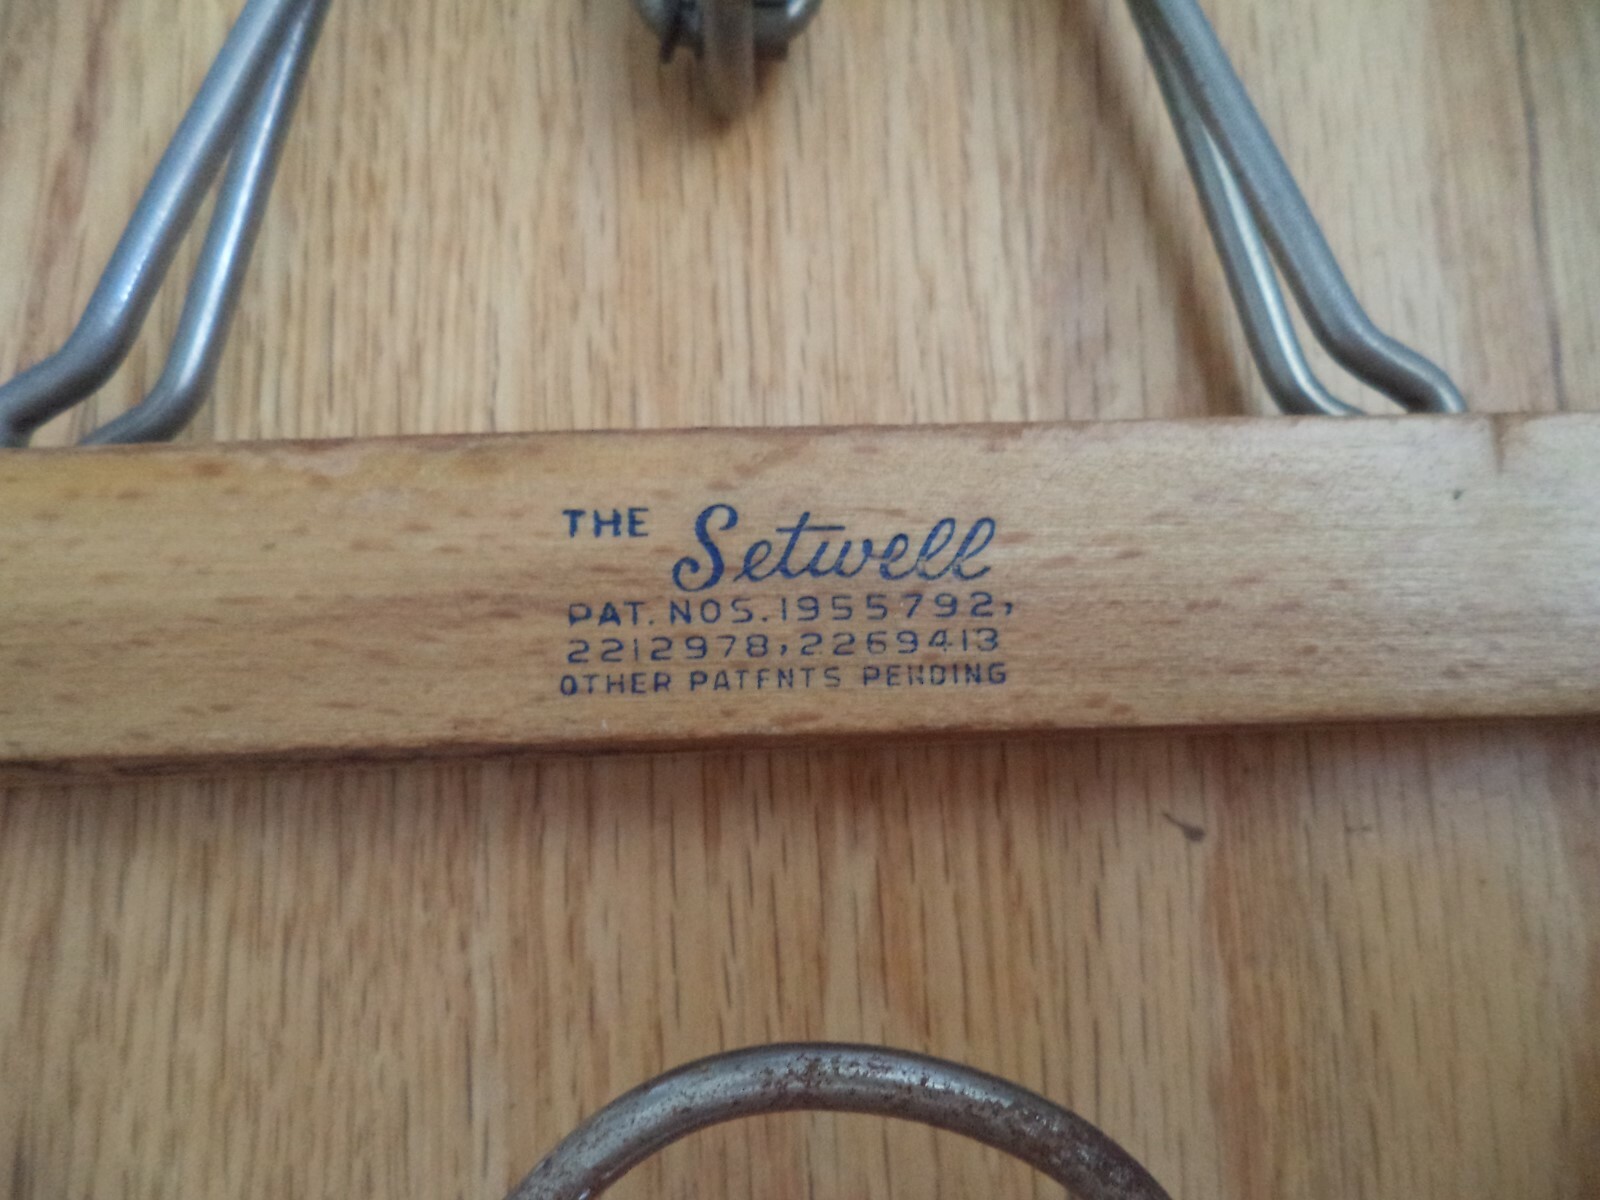 THE Setwell
PAT. NOS. 1955792,
2212978, 2269413
OTHER PATENTS PENDING